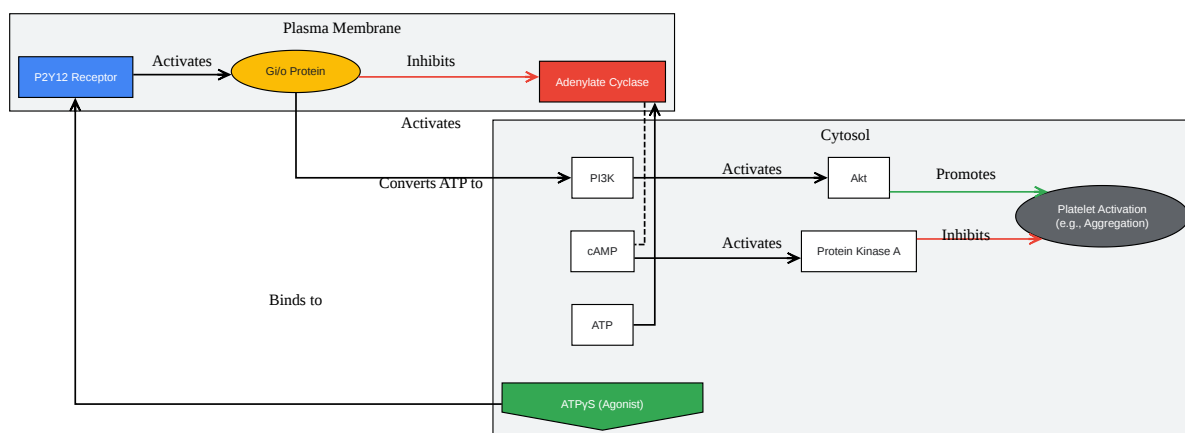 Plasma Membrane
P2Y12 Receptor
Activates
Gi/o Protein
Inhibits
Adenylate Cyclase
Activates
Cytosol
Converts ATP to
PI3K
Activates
Akt
Promotes
Platelet Activation
(e.g., Aggregation)
cAMP
Activates
Protein Kinase A
Inhibits
Binds to
ATP
ATPγS (Agonist)